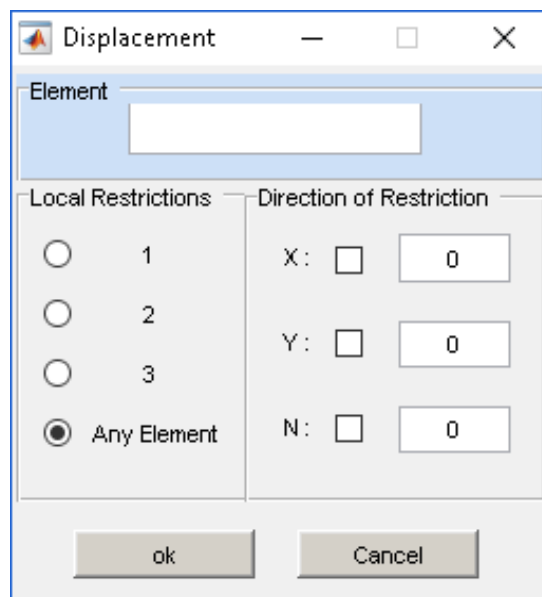 Displacement
Element
Local Restrictions
1
2
3
Any Element
Direction of Restriction
X : 0
Y : 0
N : 0
ok
Cancel